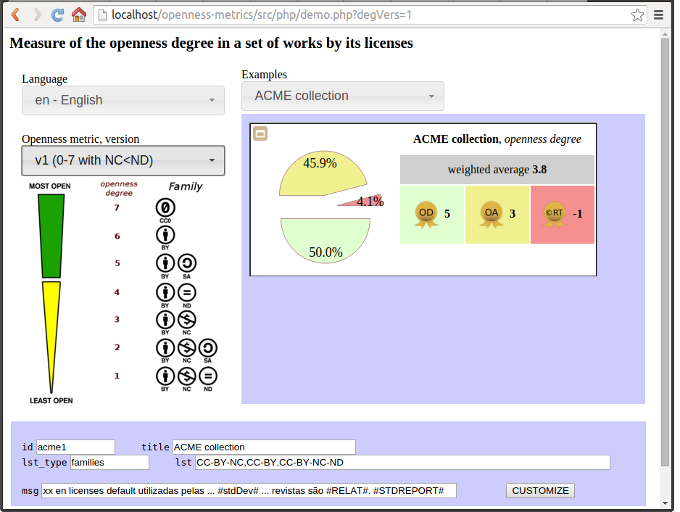 localhost/openness-metrics/src/php/demo.php?degVers=1
Measure of the openness degree in a set of works by its licenses
Language
en - English
Examples
ACME collection
Openness metric, version
v1 (0-7 with NC<ND)
MOST OPEN
openness degree
Family
7
CC0
6
BY
5
BY SA
4
BY ND
3
BY NC
2
BY NC SA
1
BY NC ND
LEAST OPEN
ACME collection, openness degree
45.9%
4.1%
50.0%
weighted average 3.8
OD 5
OA 3
©RT -1
id acme1 title ACME collection
lst_type families lst CC-BY-NC,CC-BY,CC-BY-NC-ND
msg xx en licenses default utilizadas pelas ... #stdDev# ... revistas são #RELAT#. #STDREPORT# CUSTOMIZE